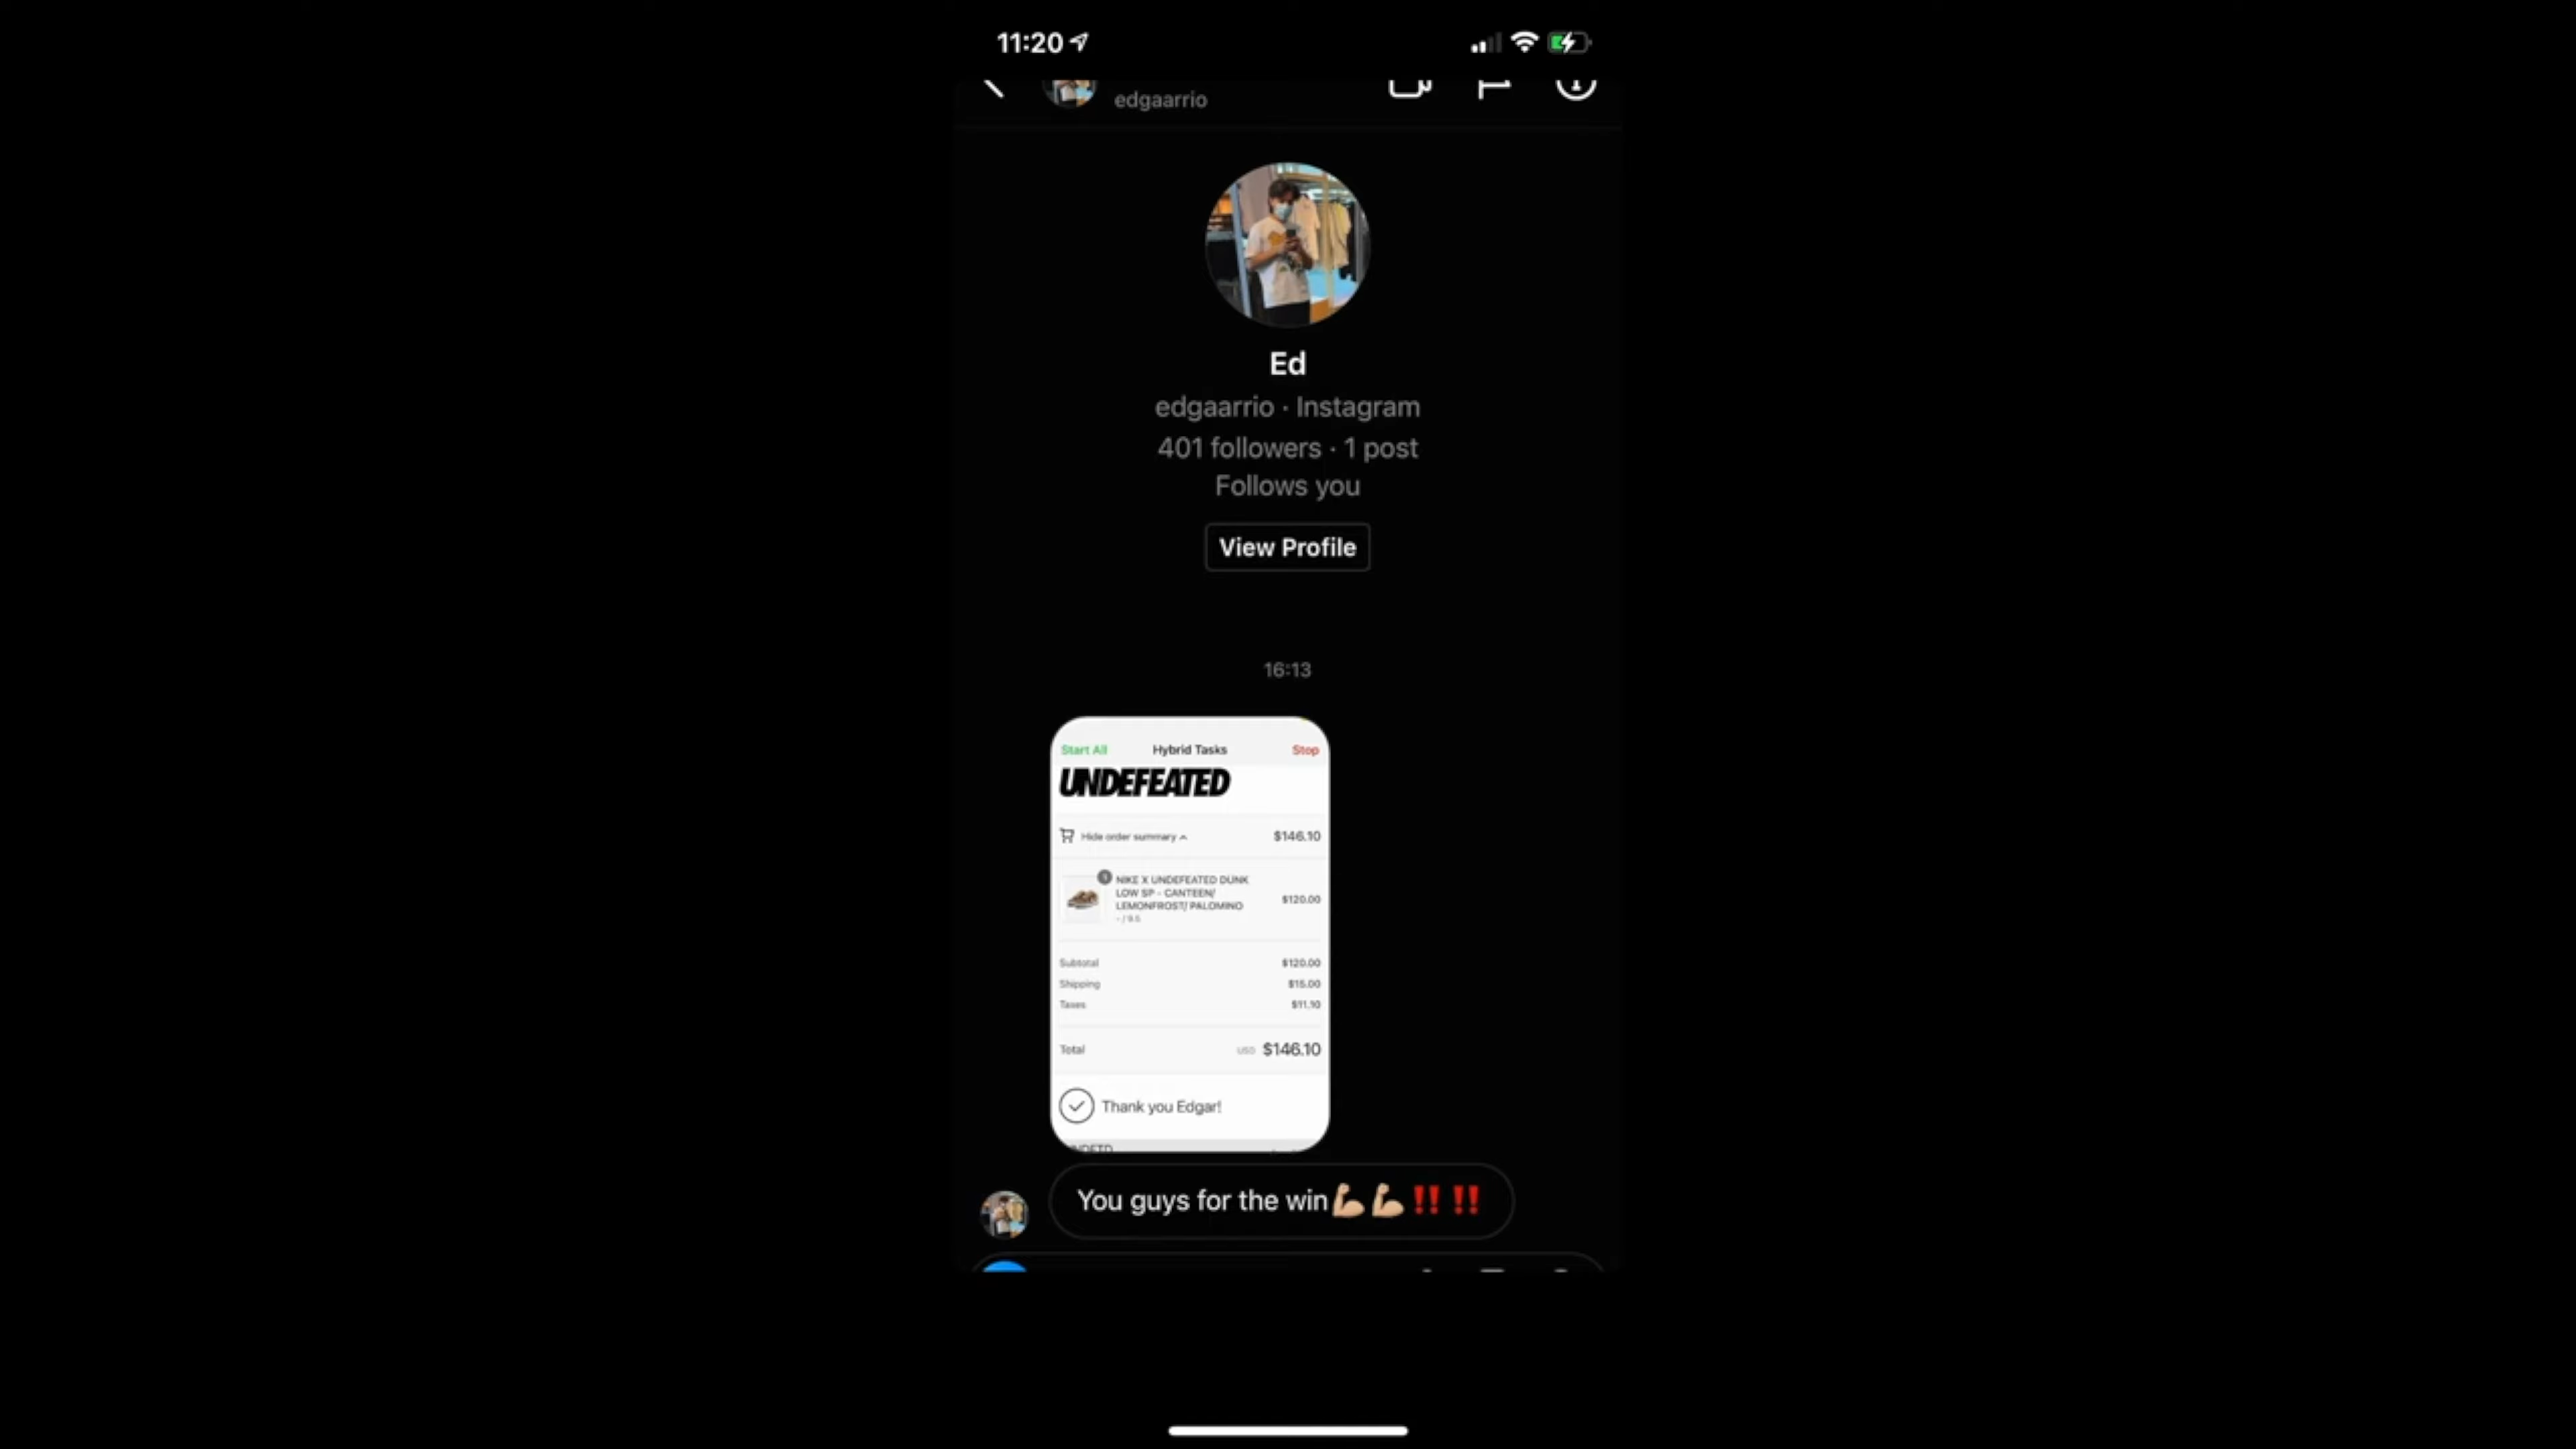 11:20
edgaarrio
Ed
edgaarrio · Instagram
401 followers · 1 post
Follows you
View Profile
16:13
Start All Hybrid Tasks Stop
UNDEFEATED
Hide order summary $146.10
NIKE X UNDEFEATED DUNK
LOW SP - CANTEEN/
LEMONFROST/ PALOMINO
- / 9.5
$120.00
Subtotal $120.00
Shipping $15.00
Taxes $11.10
Total USD $146.10
Thank you Edgar!
You guys for the win💪🏼💪🏼‼️‼️